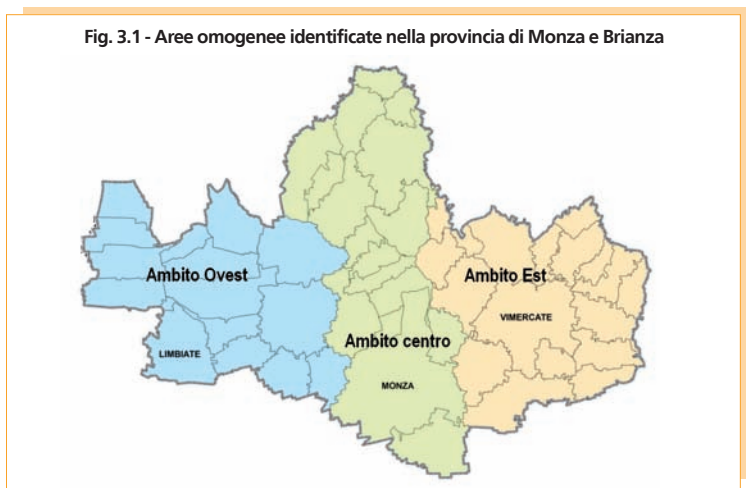 Fig. 3.1 - Aree omogenee identificate nella provincia di Monza e Brianza
Ambito Ovest
Ambito Est
VIMERCATE
LIMBIATE
Ambito centro
MONZA